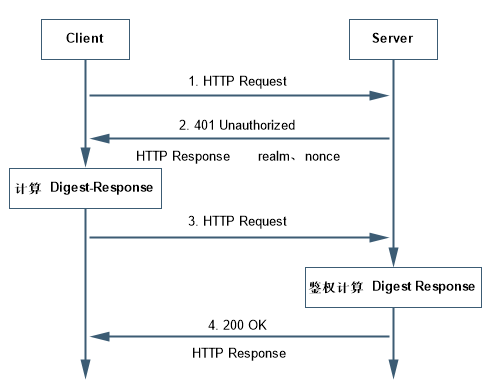 Client
Server
1. HTTP Request
2. 401 Unauthorized
HTTP Response realm、nonce
计算 Digest-Response
3. HTTP Request
鉴权计算 Digest Response
4. 200 OK
HTTP Response